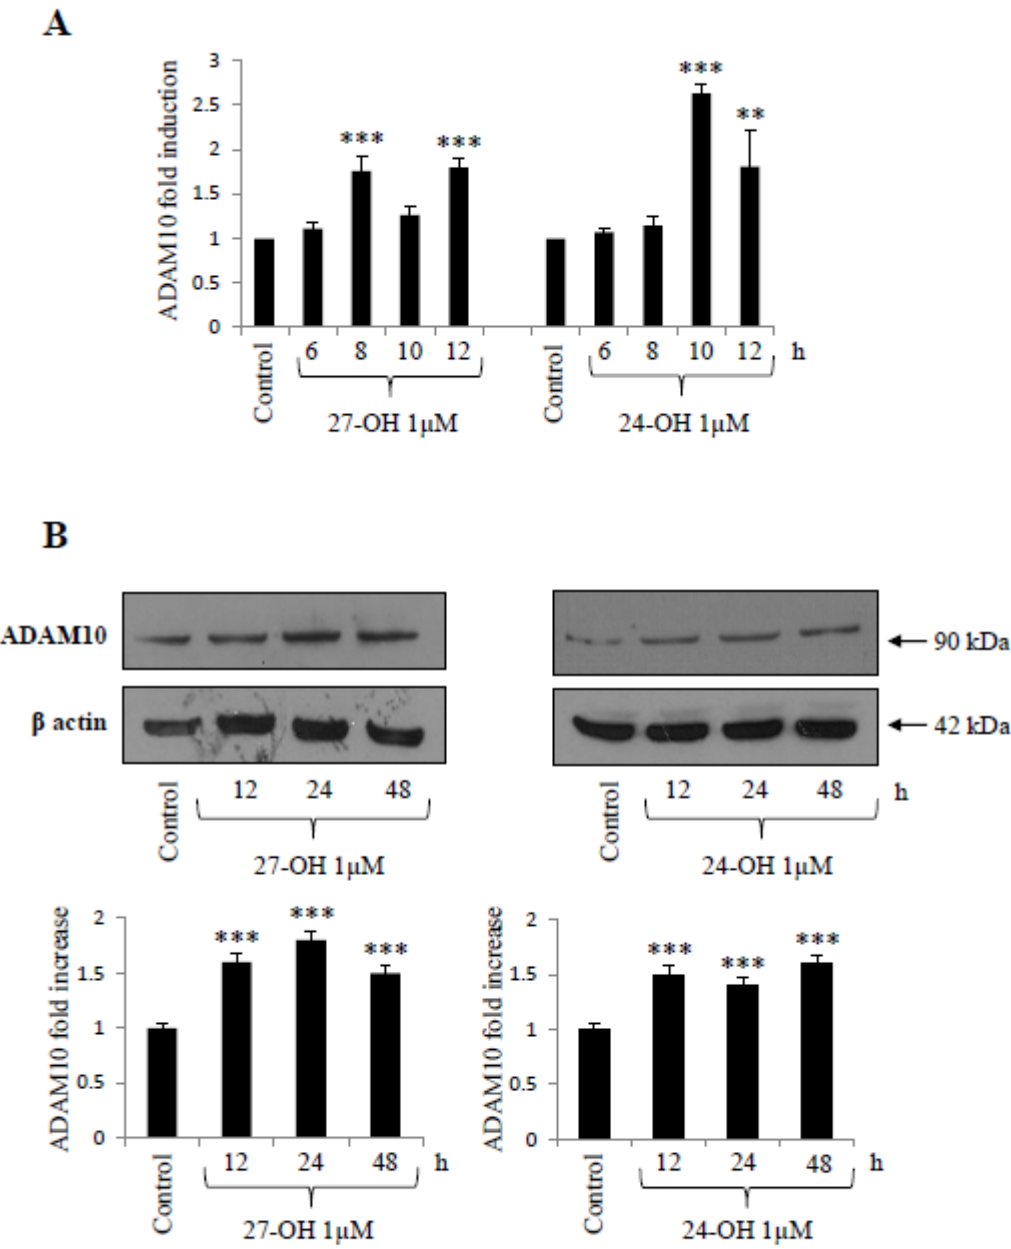 A
ADAM10 fold induction
3
2.5
2
1.5
1
0.5
0
*** *** *** **
Control 6 8 10 12 Control 6 8 10 12 h
27-OH 1μM 24-OH 1μM
B
ADAM10 90 kDa
β actin 42 kDa
Control 12 24 48 Control 12 24 48 h
27-OH 1μM 24-OH 1μM
ADAM10 fold increase
2
1.5
1
0.5
0
*** *** ***
Control 12 24 48 h
27-OH 1μM
ADAM10 fold increase
2
1.5
1
0.5
0
*** *** ***
Control 12 24 48 h
24-OH 1μM